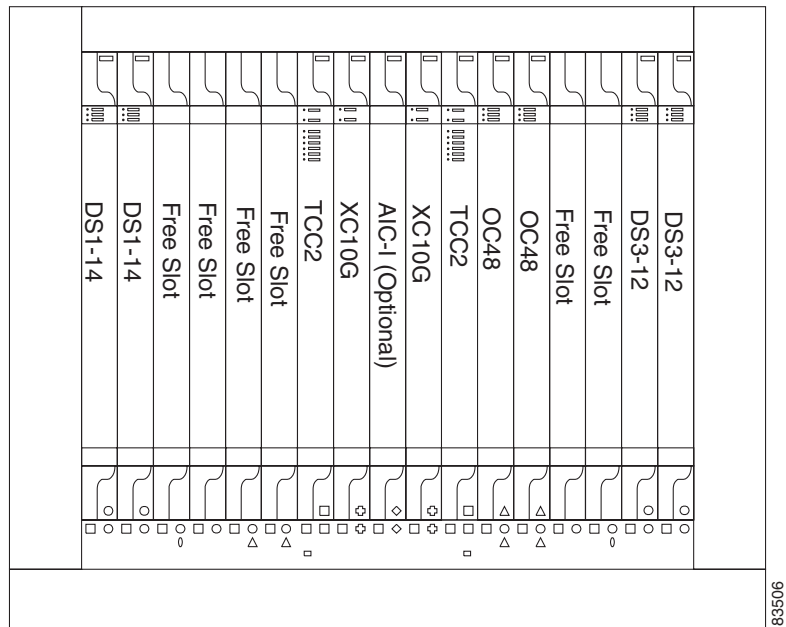 DS1-14
DS1-14
Free Slot
Free Slot
Free Slot
Free Slot
TCC2
XC10G
AIC-I (Optional)
XC10G
TCC2
OC48
OC48
Free Slot
Free Slot
DS3-12
DS3-12
83506